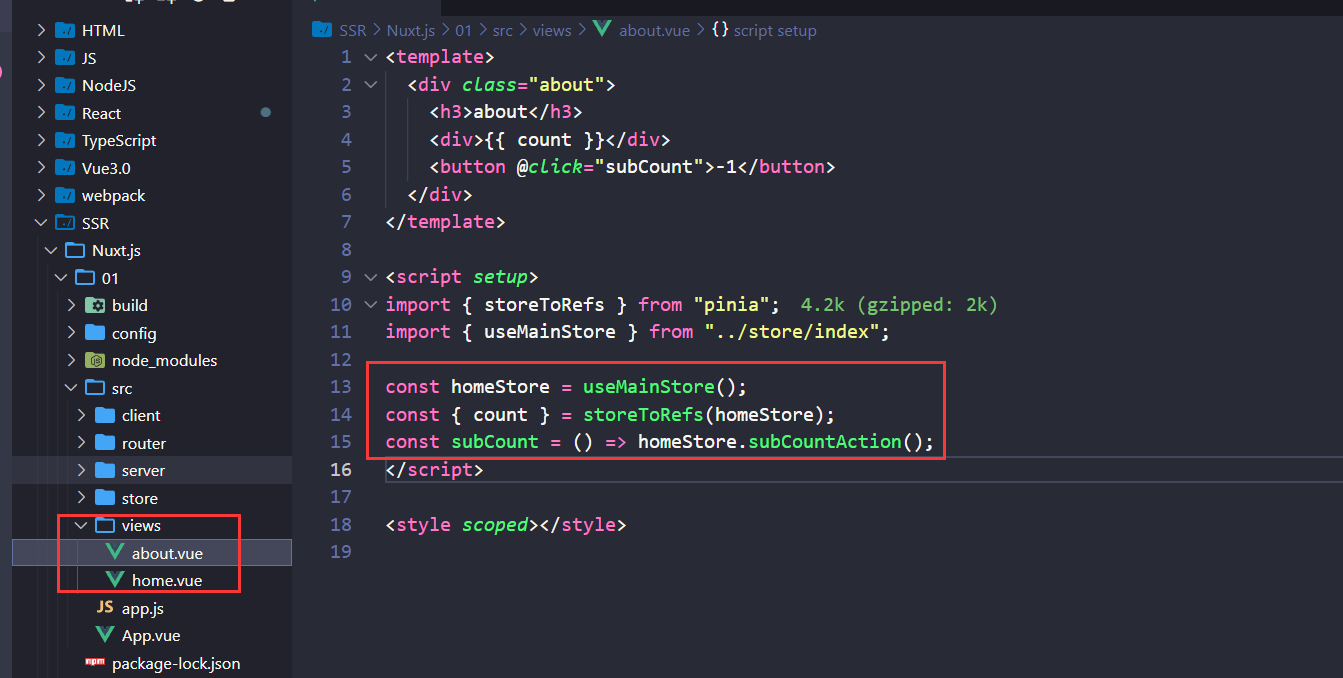 HTML
JS
NodeJS
React
TypeScript
Vue3.0
webpack
SSR
Nuxt.js
01
build
config
node_modules
src
client
router
server
store
views
about.vue
home.vue
JS app.js
App.vue
npm package-lock.json
SSR > Nuxt.js > 01 > src > views > about.vue > {} script setup
1 <template>
2 <div class="about">
3 <h3>about</h3>
4 <div>{{ count }}</div>
5 <button @click="subCount">-1</button>
6 </div>
7 </template>
8
9 <script setup>
10 import { storeToRefs } from "pinia"; 4.2k (gzipped: 2k)
11 import { useMainStore } from "../store/index";
12
13 const homeStore = useMainStore();
14 const { count } = storeToRefs(homeStore);
15 const subCount = () => homeStore.subCountAction();
16 </script>
17
18 <style scoped></style>
19